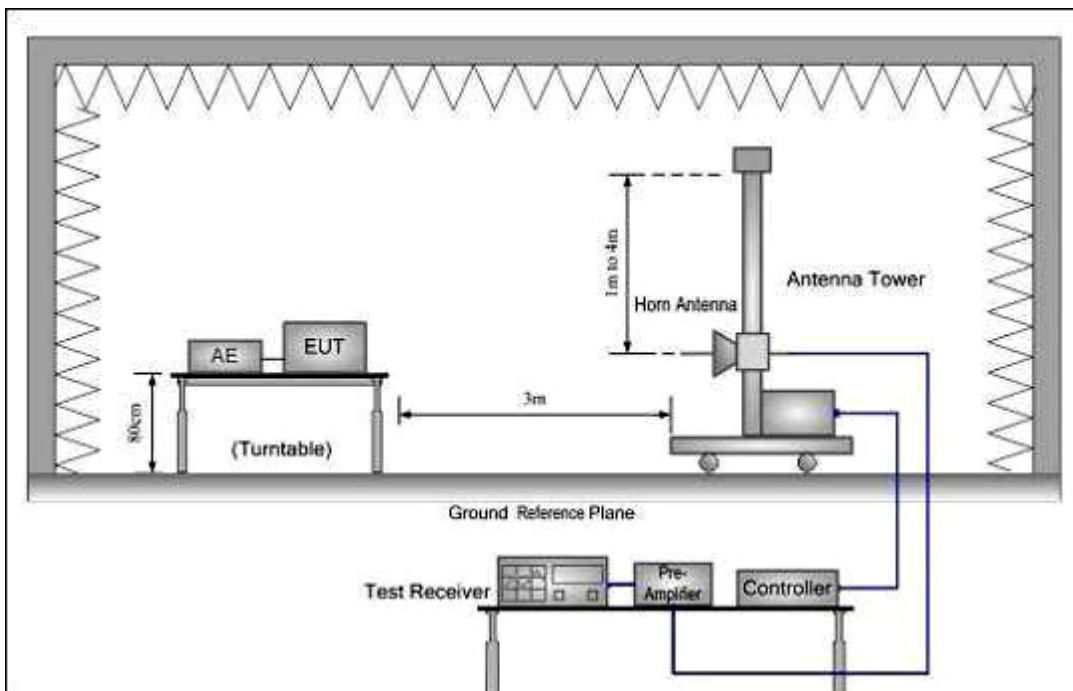 1m to 4m
Antenna Tower
Horn Antenna
AE
EUT
80cm
3m
(Turntable)
Ground Reference Plane
Test Receiver
Pre-
Amplifier
Controller